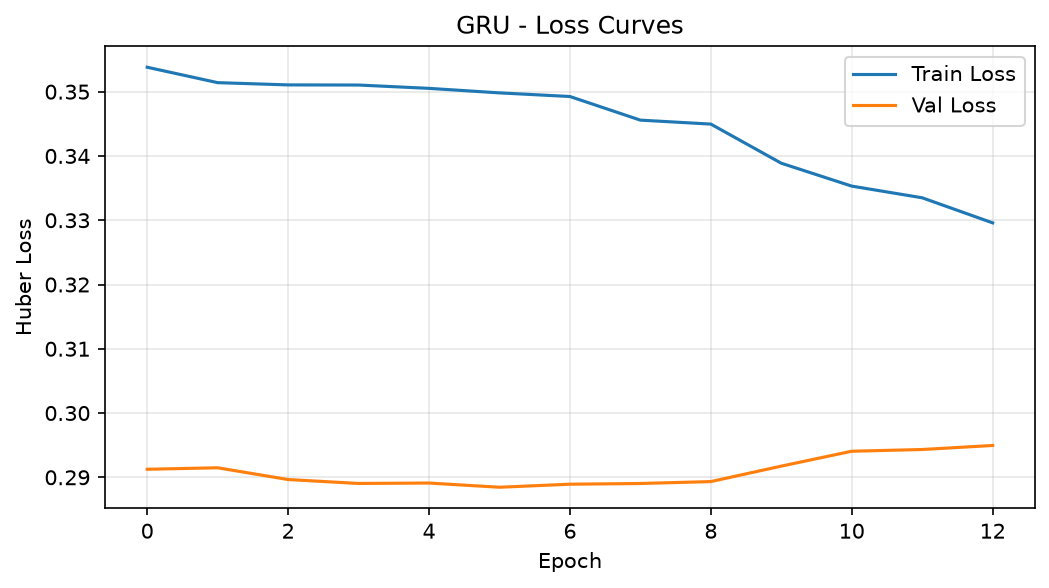 GRU - Loss Curves
Train Loss
Val Loss
0.35
0.34
0.33
0.32
0.31
0.30
0.29
Huber Loss
0 2 4 6 8 10 12
Epoch